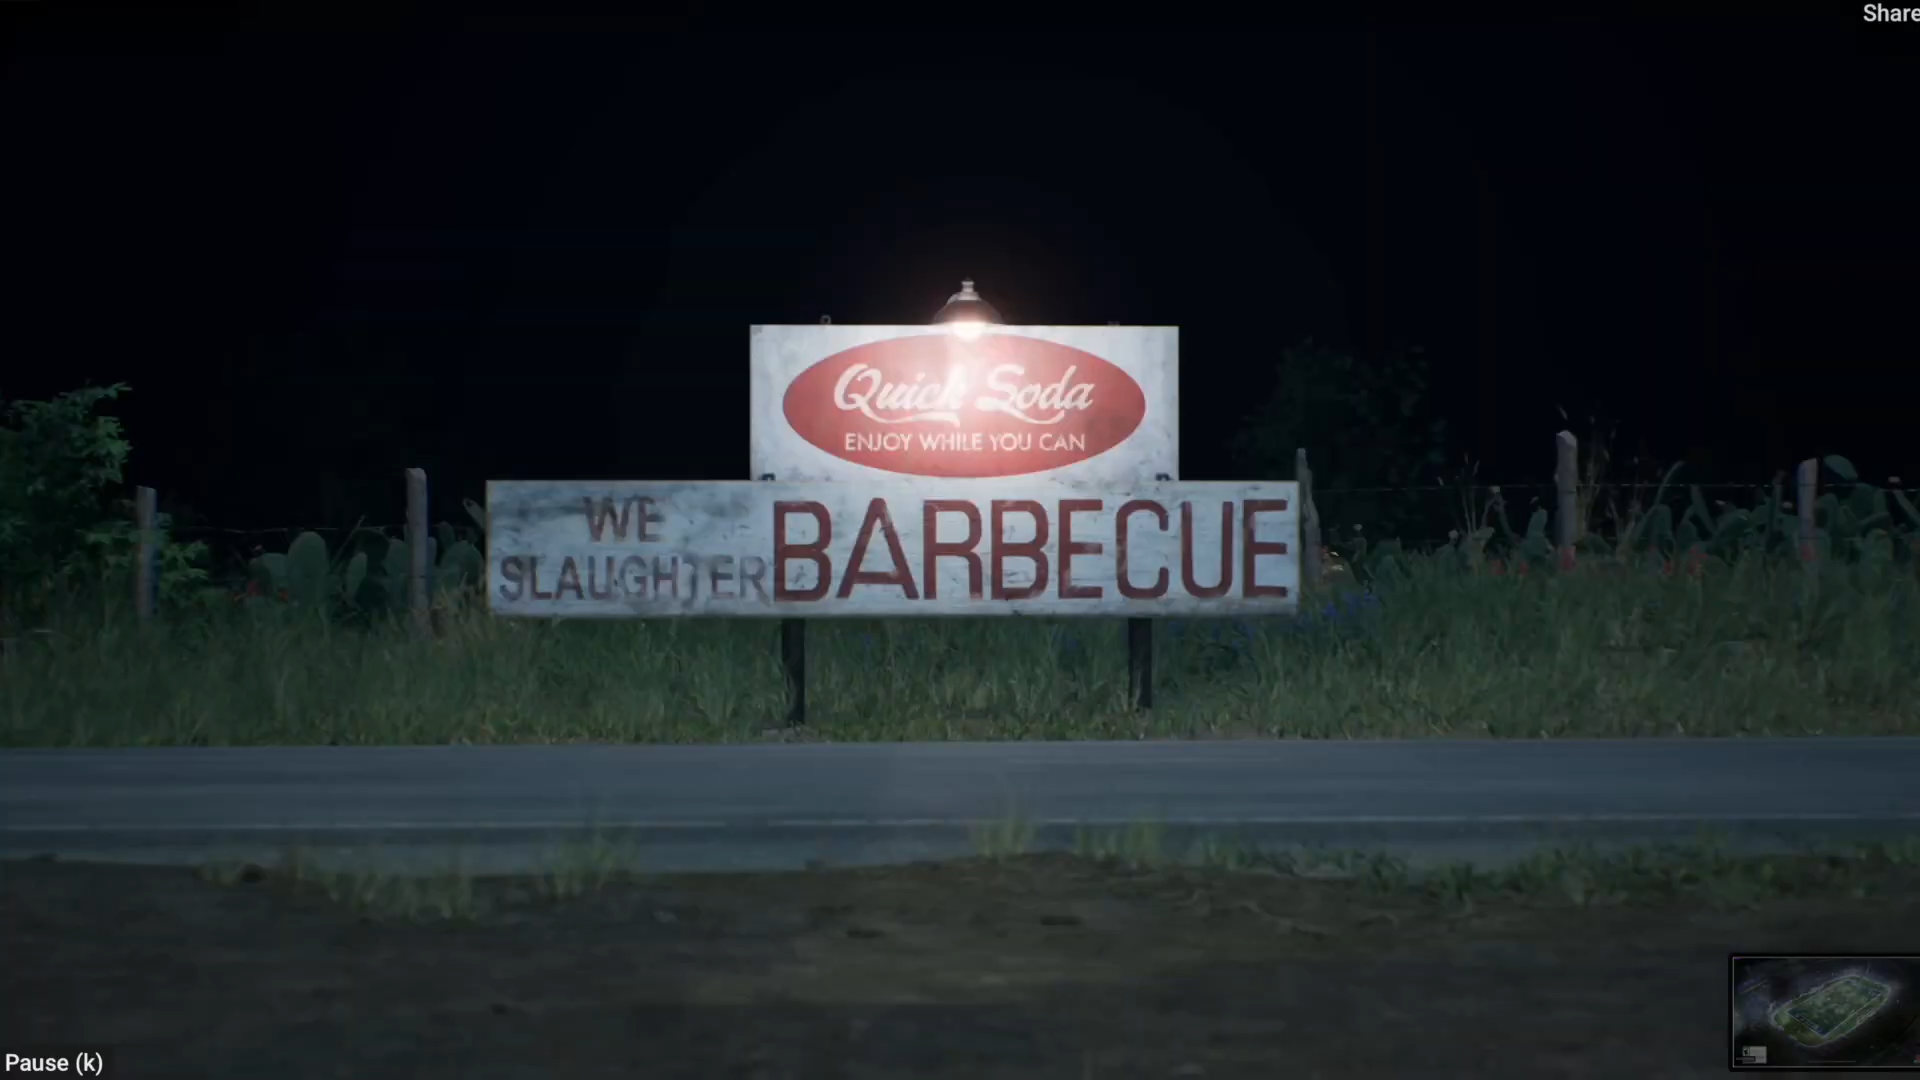 Share
Quick Soda
ENJOY WHILE YOU CAN
WE
SLAUGHTER
BARBECUE
Pause (k)